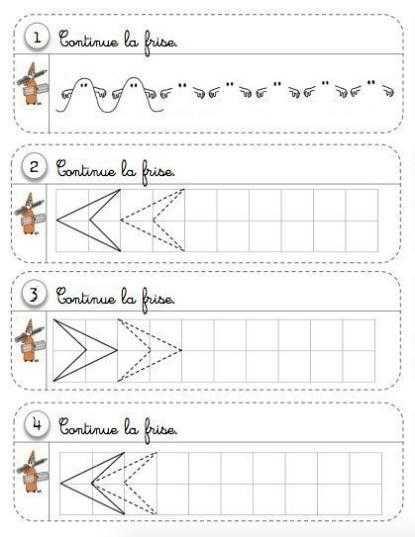 1 Continue la frise.
2 Continue la frise.
3 Continue la frise.
4 Continue la frise.